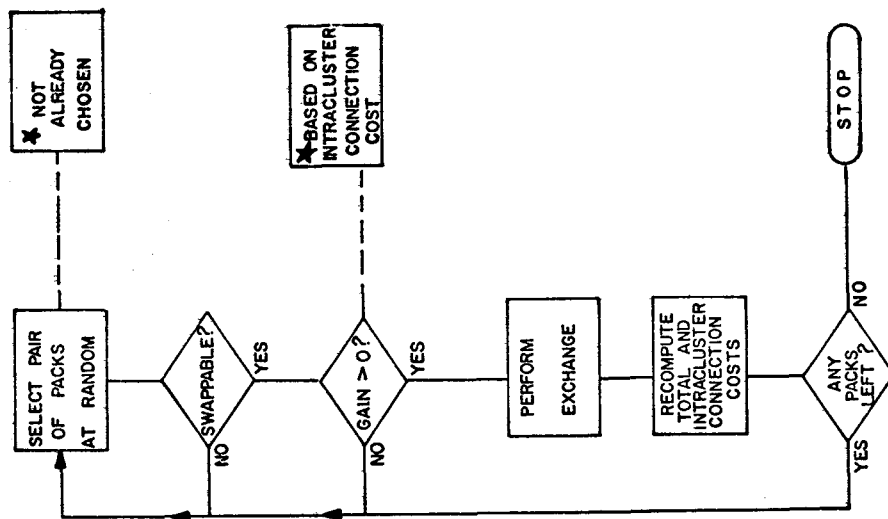 SELECT PAIR
OF PACKS
AT RANDOM
★ NOT
ALREADY
CHOSEN
SWAPPABLE?
NO
YES
GAIN > 0?
NO
YES
★ BASED ON
INTRACLUSTER
CONNECTION
COST
PERFORM
EXCHANGE
RECOMPUTE
TOTAL AND
INTRACLUSTER
CONNECTION
COSTS
ANY
PACKS
LEFT ?
YES
NO
STOP